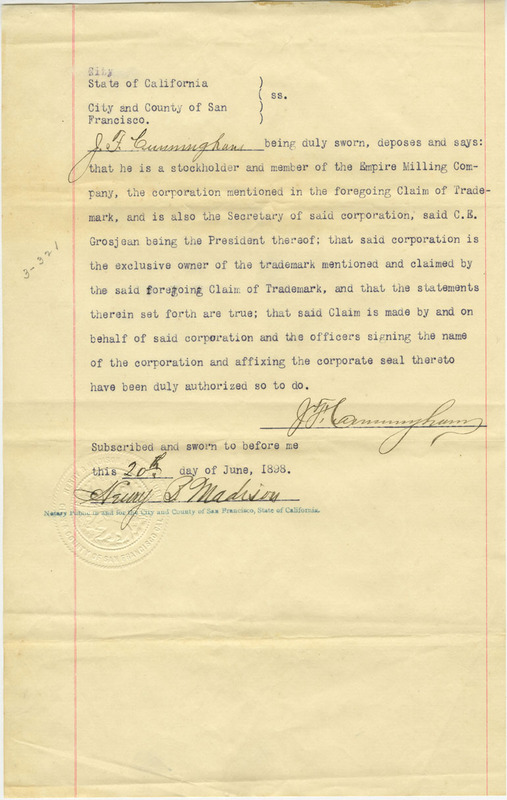 City
State of California
ss.
City and County of San
Francisco.
J. F. Cunningham being duly sworn, deposes and says:
that he is a stockholder and member of the Empire Milling Com-
pany, the corporation mentioned in the foregoing Claim of Trade-
mark, and is also the Secretary of said corporation, said C.E.
Grosjean being the President thereof; that said corporation is
the exclusive owner of the trademark mentioned and claimed by
the said foregoing Claim of Trademark, and that the statements
therein set forth are true; that said Claim is made by and on
behalf of said corporation and the officers signing the name
of the corporation and affixing the corporate seal thereto
have been duly authorized so to do.
J. F. Cunningham
Subscribed and sworn to before me
this 20th day of June, 1898.
Henry B Madison
Notary Public in and for the City and County of San Francisco, State of California.
3-321